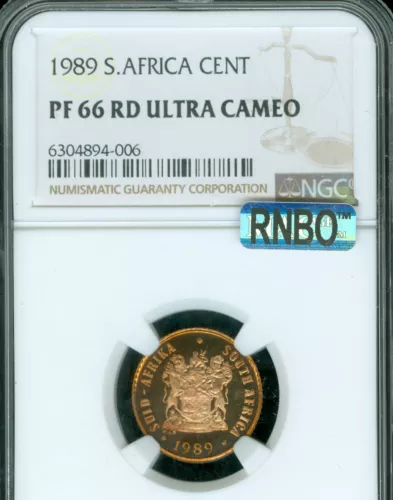 1989 S.AFRICA CENT
PF 66 RD ULTRA CAMEO
6304894-006
NUMISMATIC GUARANTY CORPORATION NGC
RNBO™
SUID-AFRIKA SOUTH AFRICA
1989